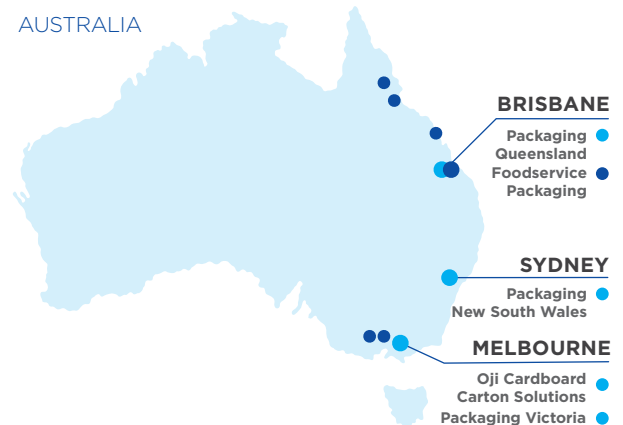 AUSTRALIA
BRISBANE
Packaging
Queensland
Foodservice
Packaging
SYDNEY
Packaging
New South Wales
MELBOURNE
Oji Cardboard
Carton Solutions
Packaging Victoria